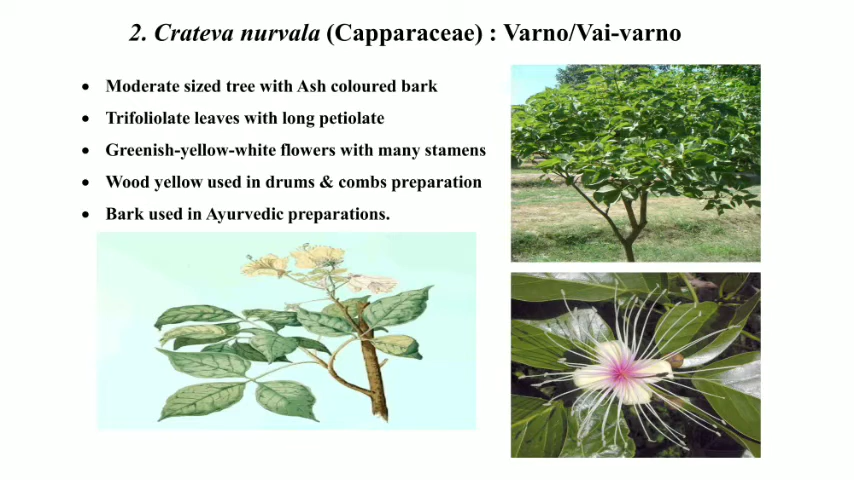 2. Crateva nurvala (Capparaceae) : Varno/Vai-varno
• Moderate sized tree with Ash coloured bark
• Trifoliolate leaves with long petiolate
• Greenish-yellow-white flowers with many stamens
• Wood yellow used in drums & combs preparation
• Bark used in Ayurvedic preparations.